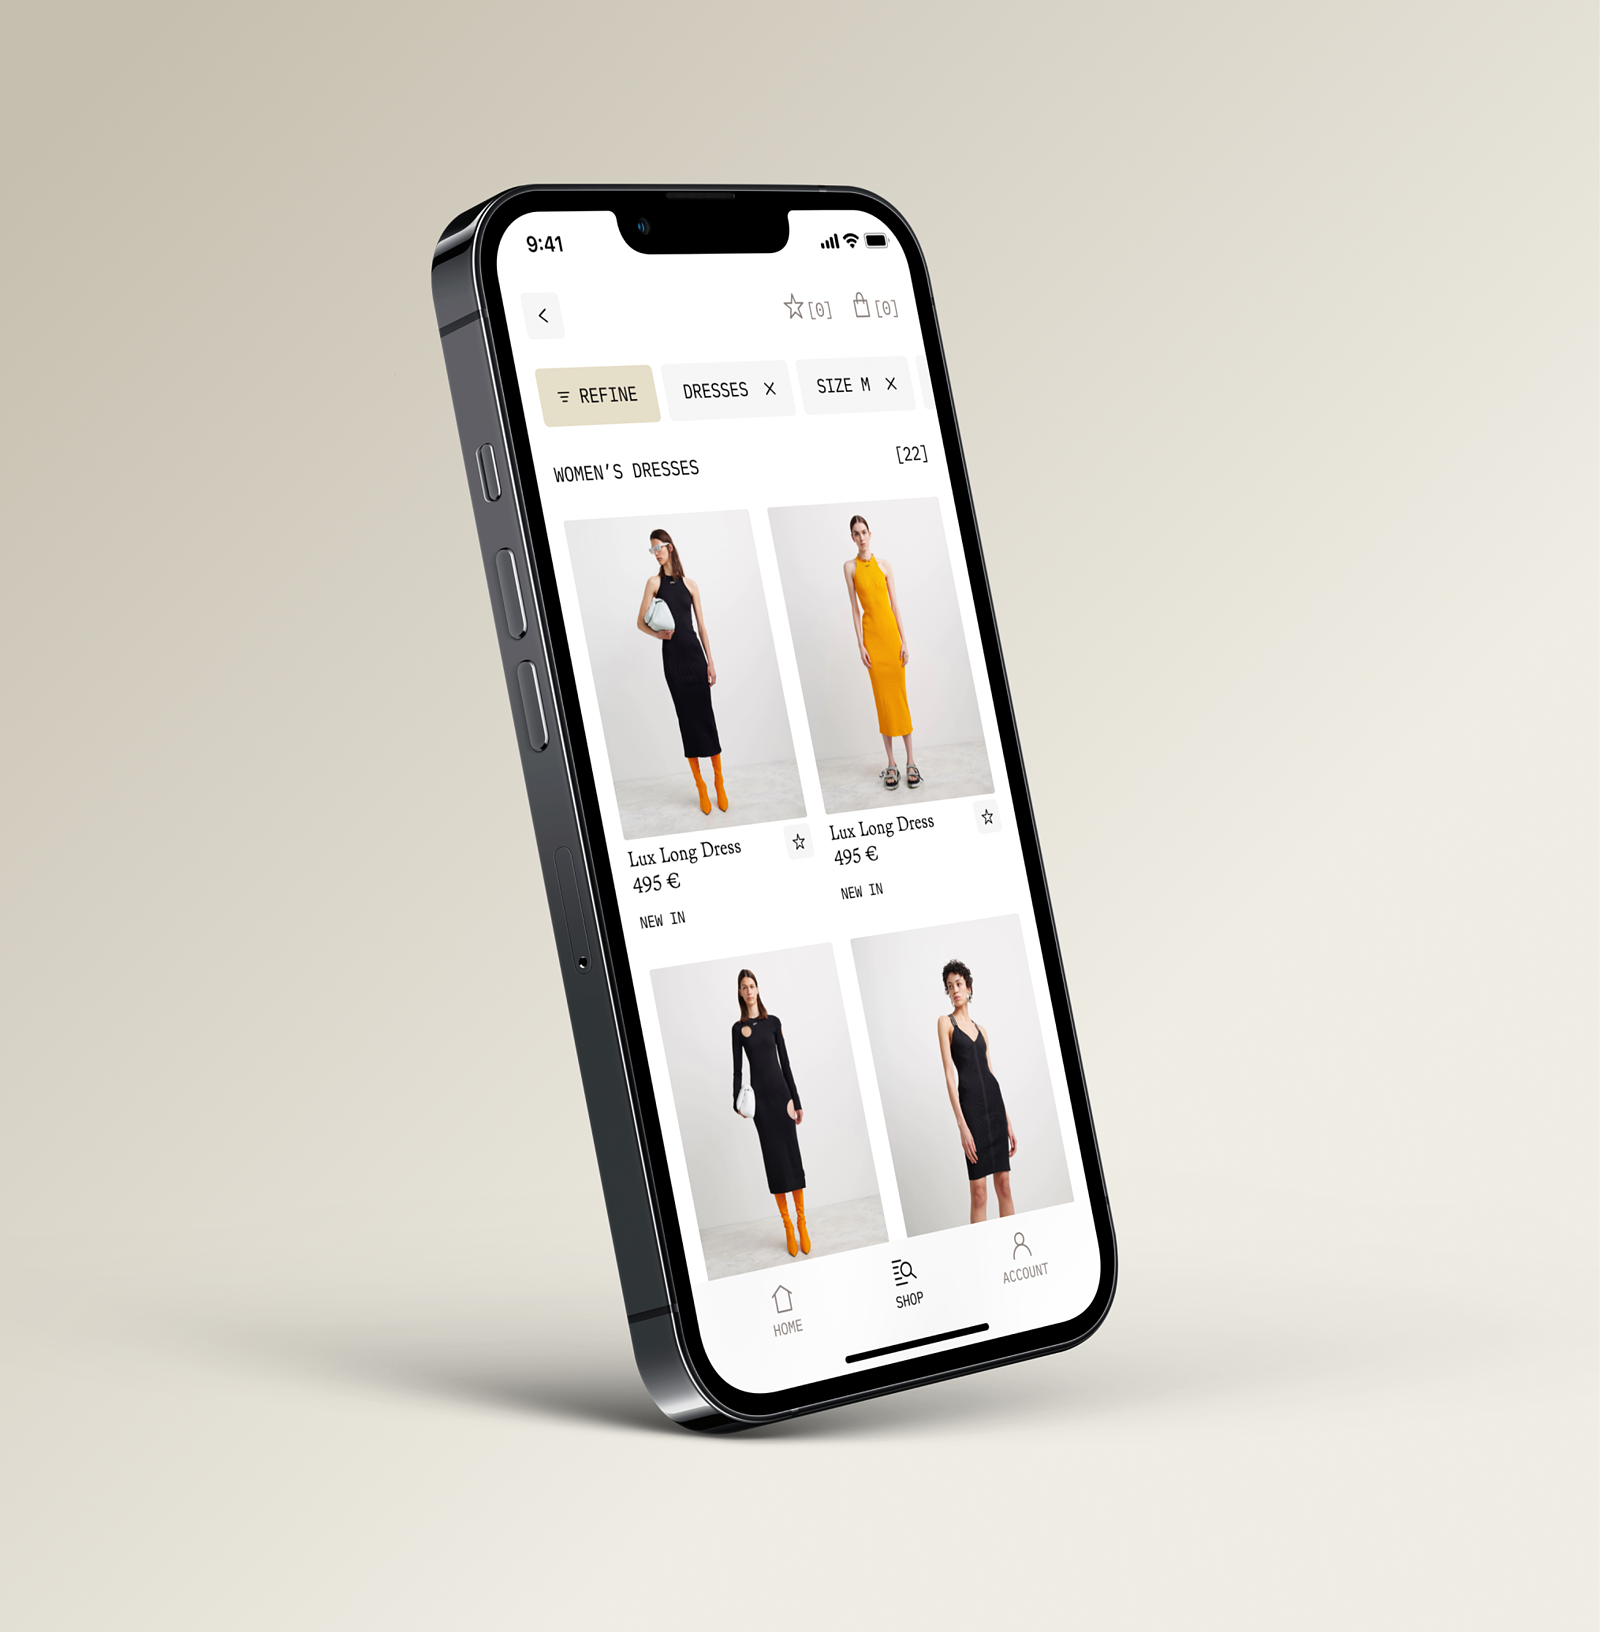 9:41
[0] [0]
REFINE DRESSES SIZE M
WOMEN'S DRESSES [22]
Lux Long Dress
495 €
NEW IN
Lux Long Dress
495 €
NEW IN
HOME
SHOP
ACCOUNT